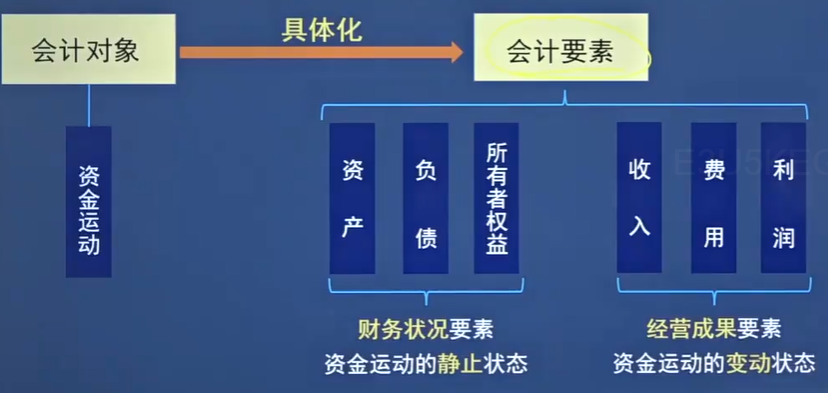 会计对象
具体化
会计要素
资金运动
资产
负债
所有者权益
收入
费用
利润
财务状况要素
资金运动的静止状态
经营成果要素
资金运动的变动状态